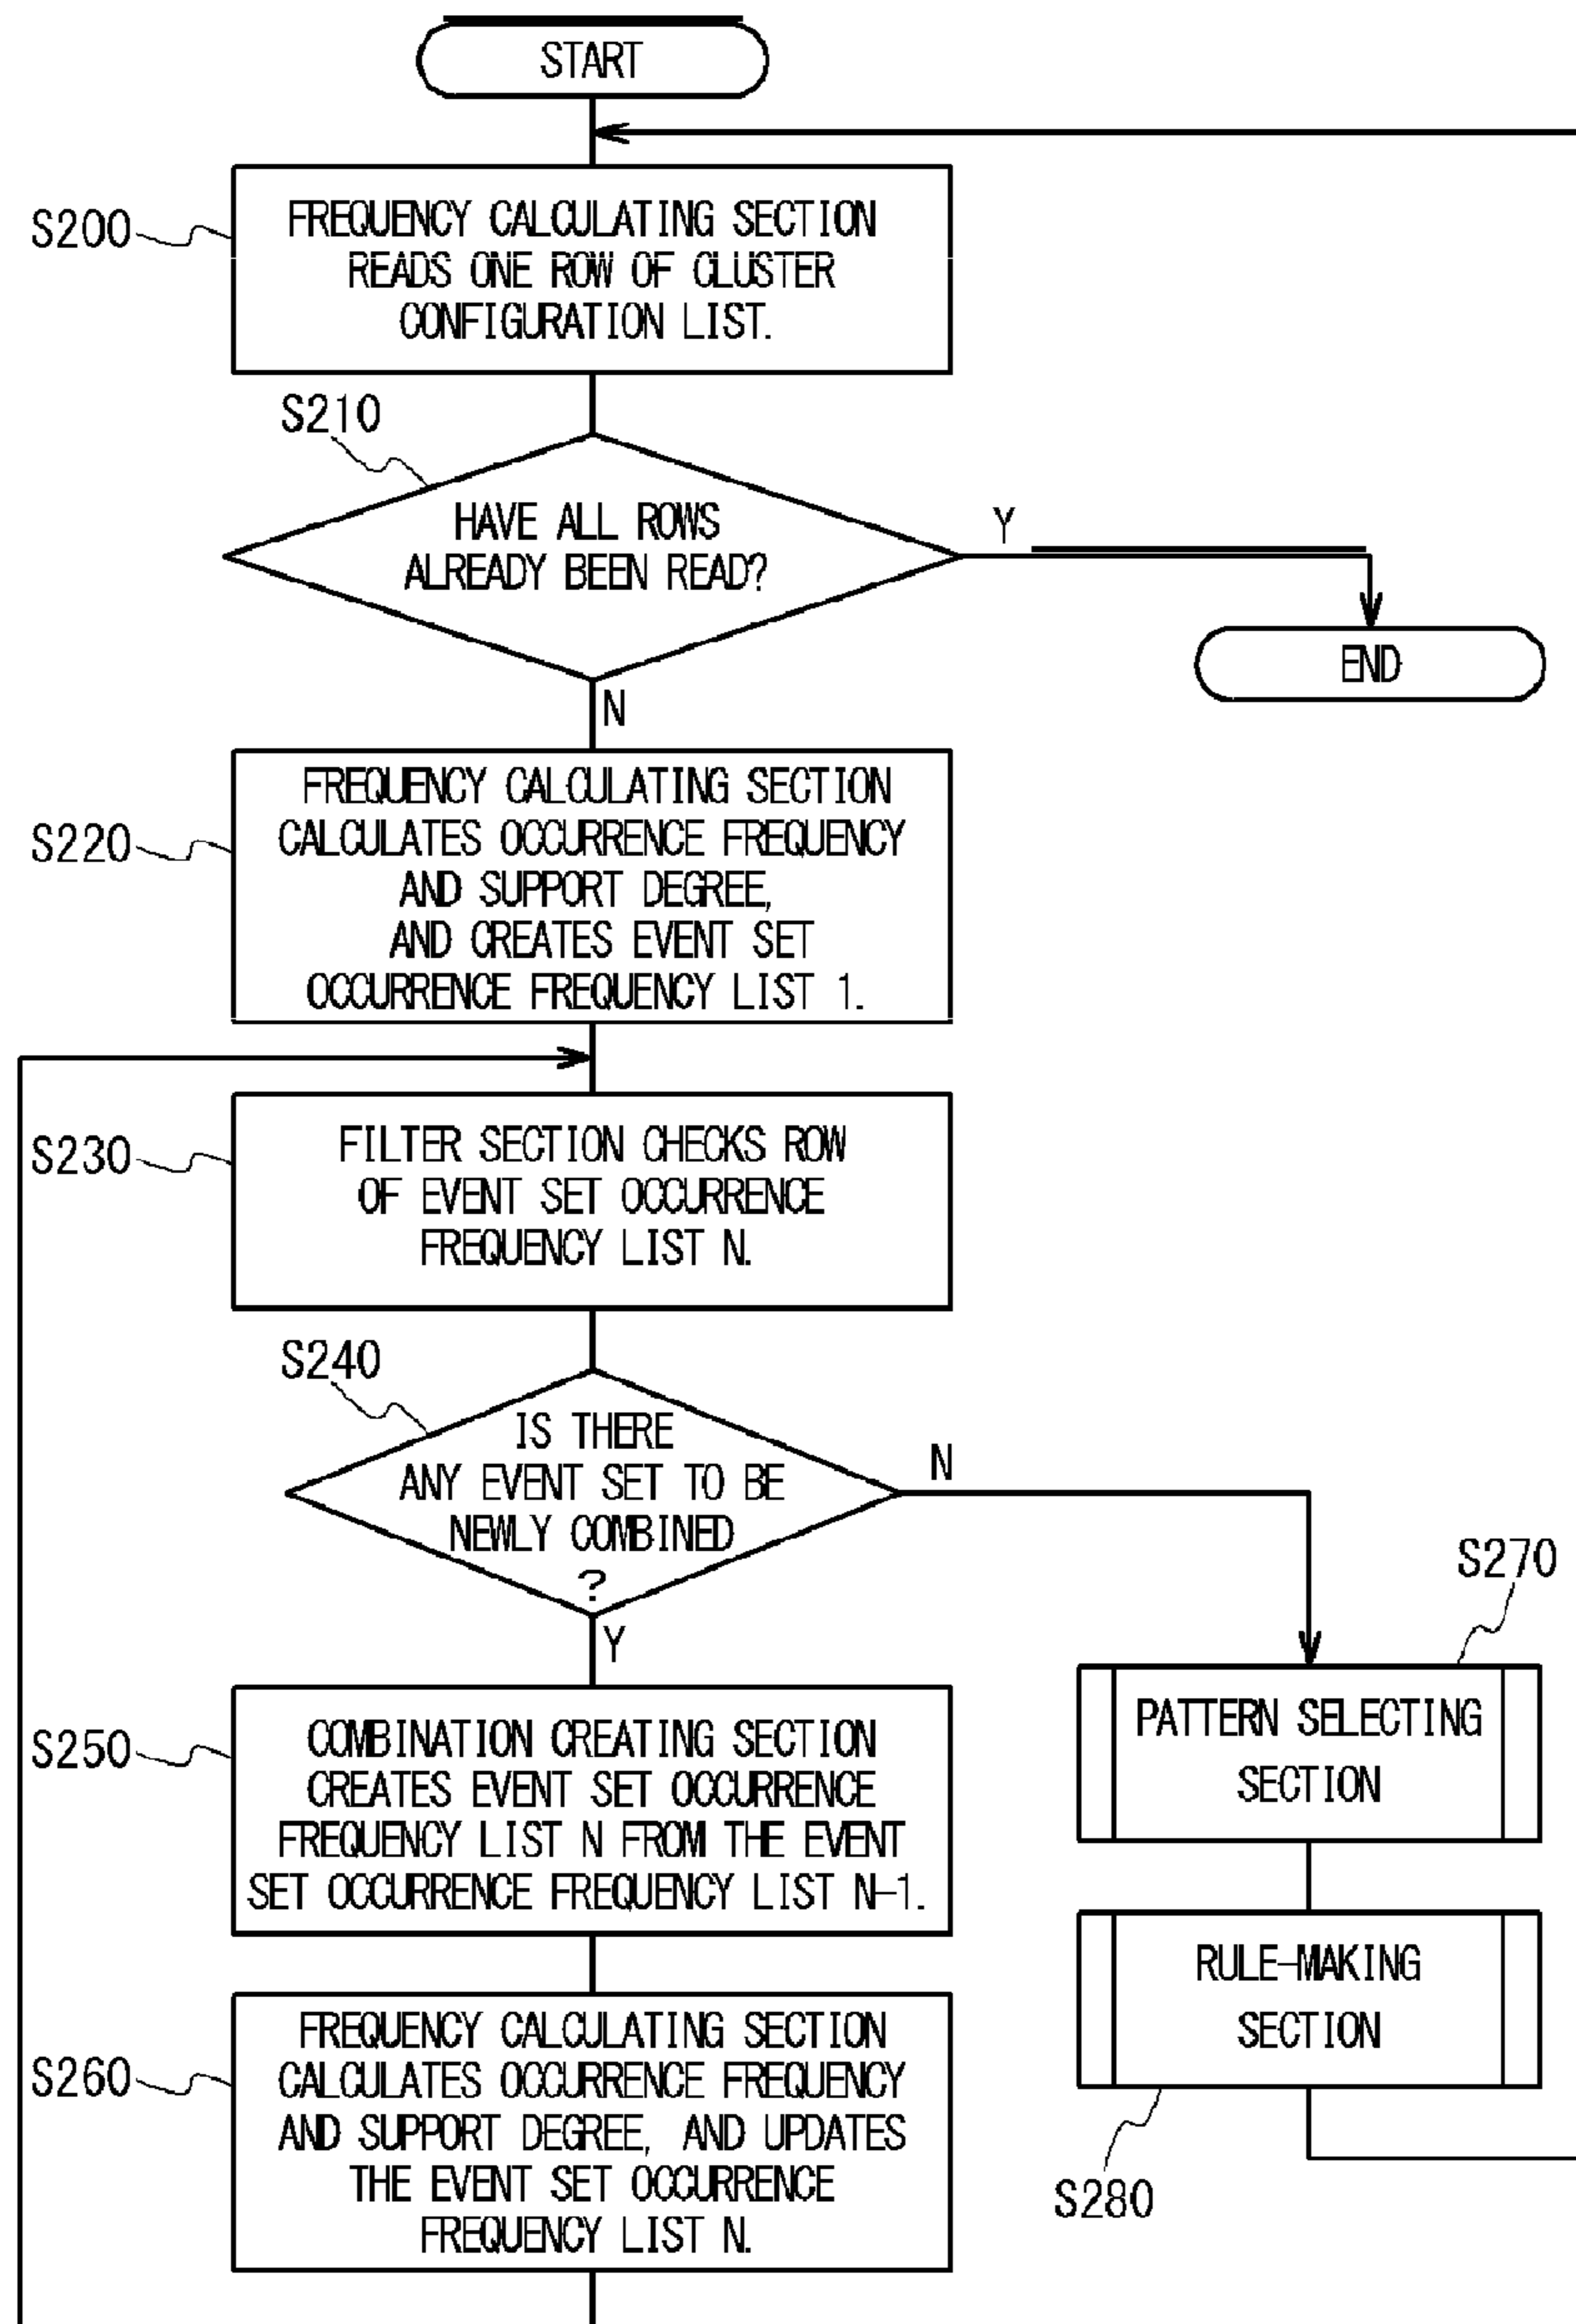 START
S200
FREQUENCY CALCULATING SECTION
READS ONE ROW OF CLUSTER
CONFIGURATION LIST.
S210
HAVE ALL ROWS
ALREADY BEEN READ?
Y
END
N
S220
FREQUENCY CALCULATING SECTION
CALCULATES OCCURRENCE FREQUENCY
AND SUPPORT DEGREE,
AND CREATES EVENT SET
OCCURRENCE FREQUENCY LIST 1.
S230
FILTER SECTION CHECKS ROW
OF EVENT SET OCCURRENCE
FREQUENCY LIST N.
S240
IS THERE
ANY EVENT SET TO BE
NEWLY COMBINED
?
N
Y
S250
COMBINATION CREATING SECTION
CREATES EVENT SET OCCURRENCE
FREQUENCY LIST N FROM THE EVENT
SET OCCURRENCE FREQUENCY LIST N-1.
S260
FREQUENCY CALCULATING SECTION
CALCULATES OCCURRENCE FREQUENCY
AND SUPPORT DEGREE, AND UPDATES
THE EVENT SET OCCURRENCE
FREQUENCY LIST N.
S270
PATTERN SELECTING
SECTION
RULE-MAKING
SECTION
S280